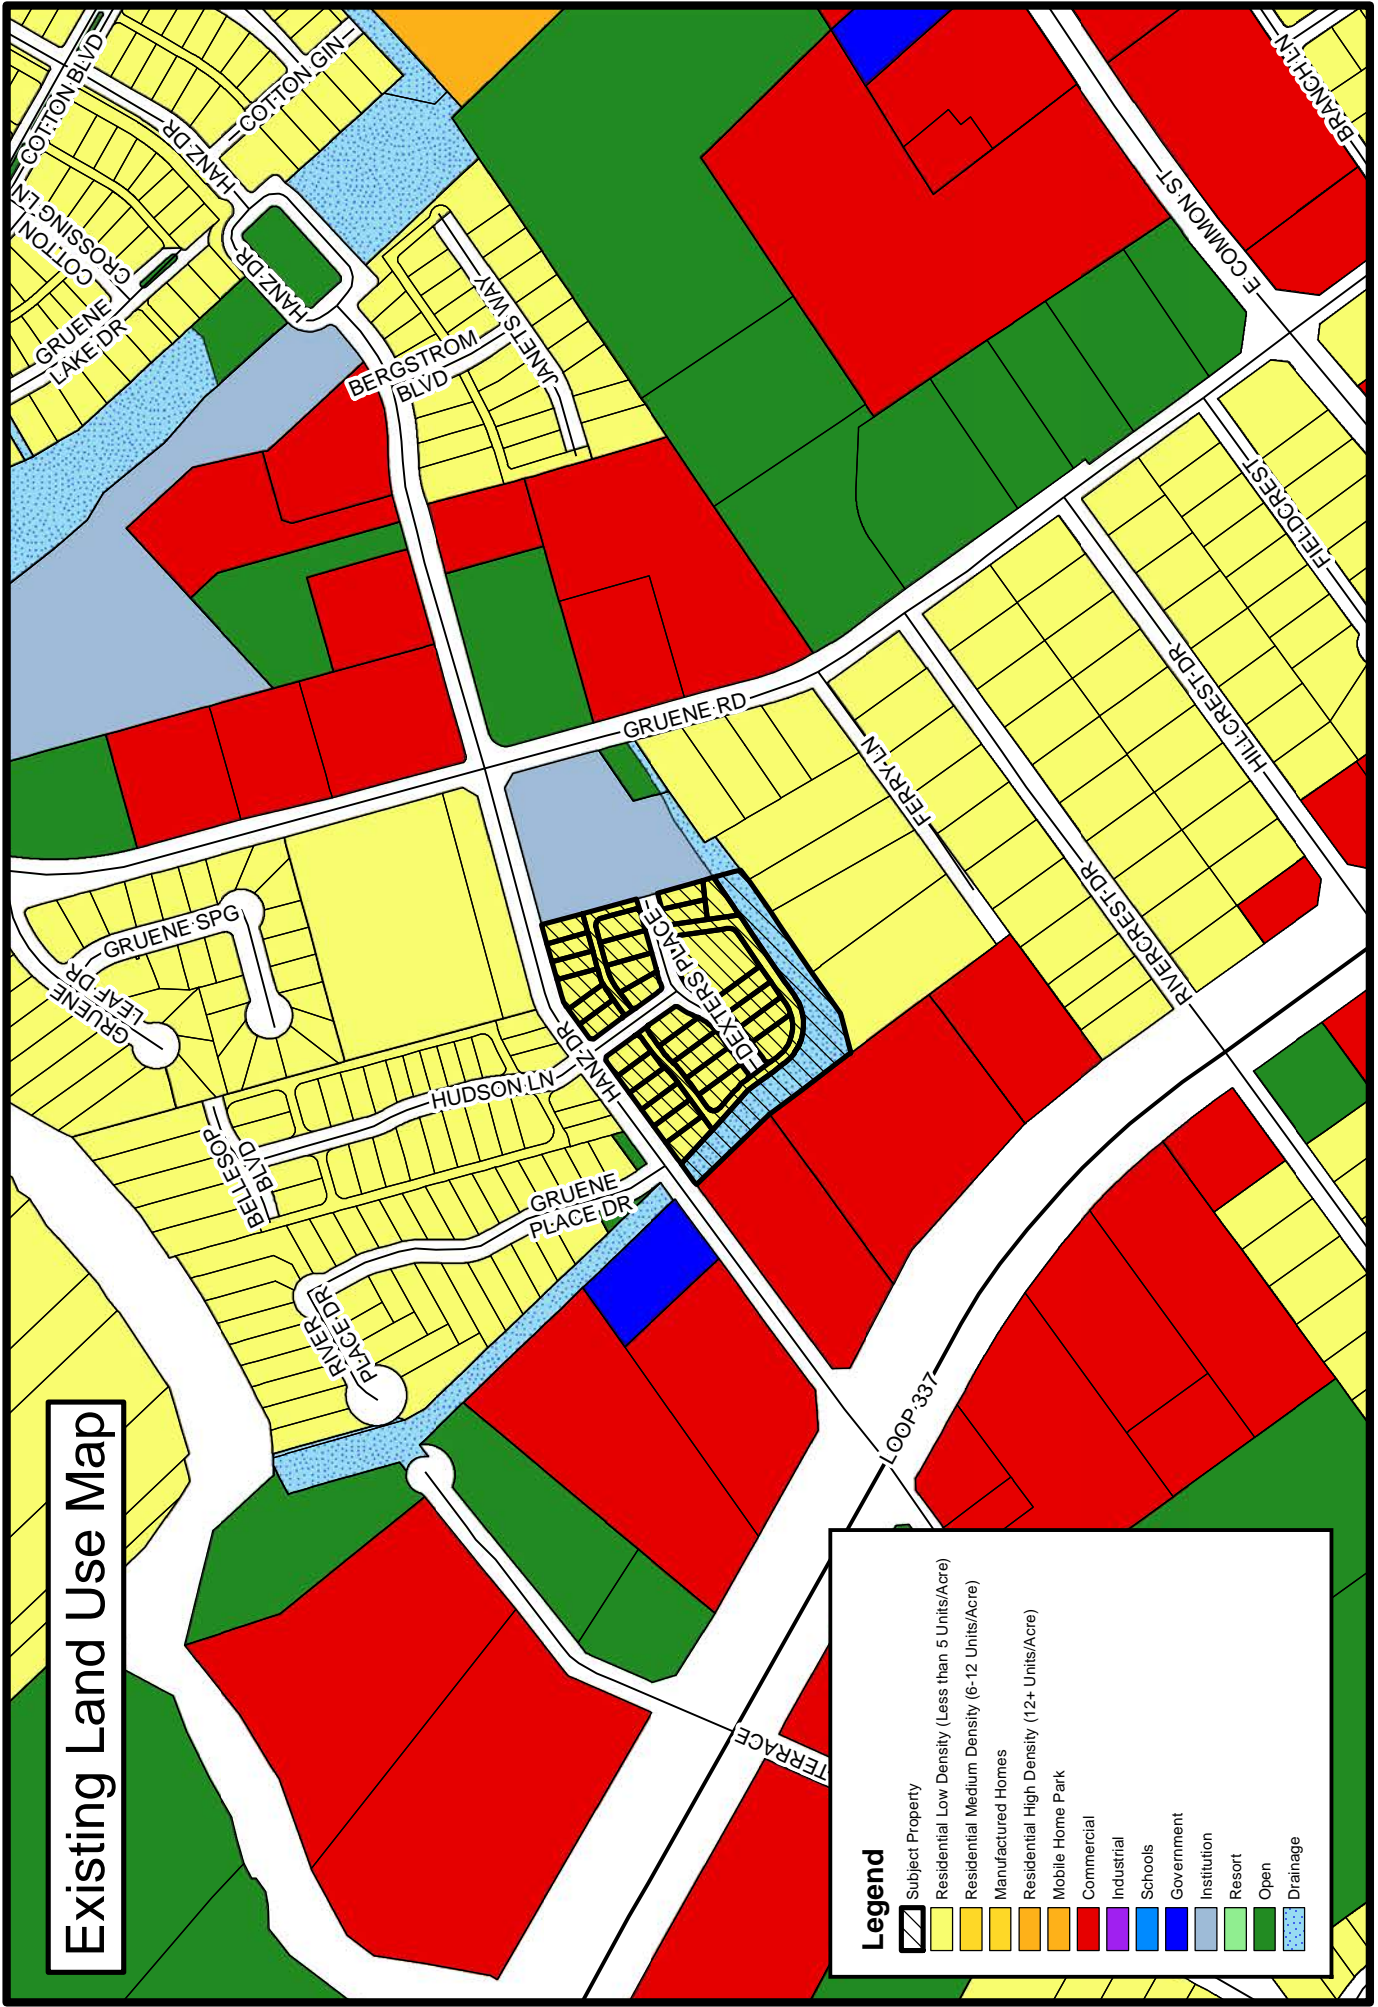 Existing Land Use Map
COTTON BLVD
HANZ DR
COTTON GIN
COTTON
CROSSING LN
GRUENE
LAKE DR
HANZ DR
BERGSTROM
BLVD
JANETS WAY
E COMMON ST
BRANCH LN
FIELDCREST
HILLCREST DR
RIVERCREST DR
FERRY LN
GRUENE RD
GRUENE SPG
GRUENE
LEAF DR
DEXTERS PLACE
HANZ DR
HUDSON LN
BELLESOP
BLVD
GRUENE
PLACE DR
RIVER
PLACE DR
LOOP 337
TERRACE
Legend
Subject Property
Residential Low Density (Less than 5 Units/Acre)
Residential Medium Density (6-12 Units/Acre)
Manufactured Homes
Residential High Density (12+ Units/Acre)
Mobile Home Park
Commercial
Industrial
Schools
Government
Institution
Resort
Open
Drainage